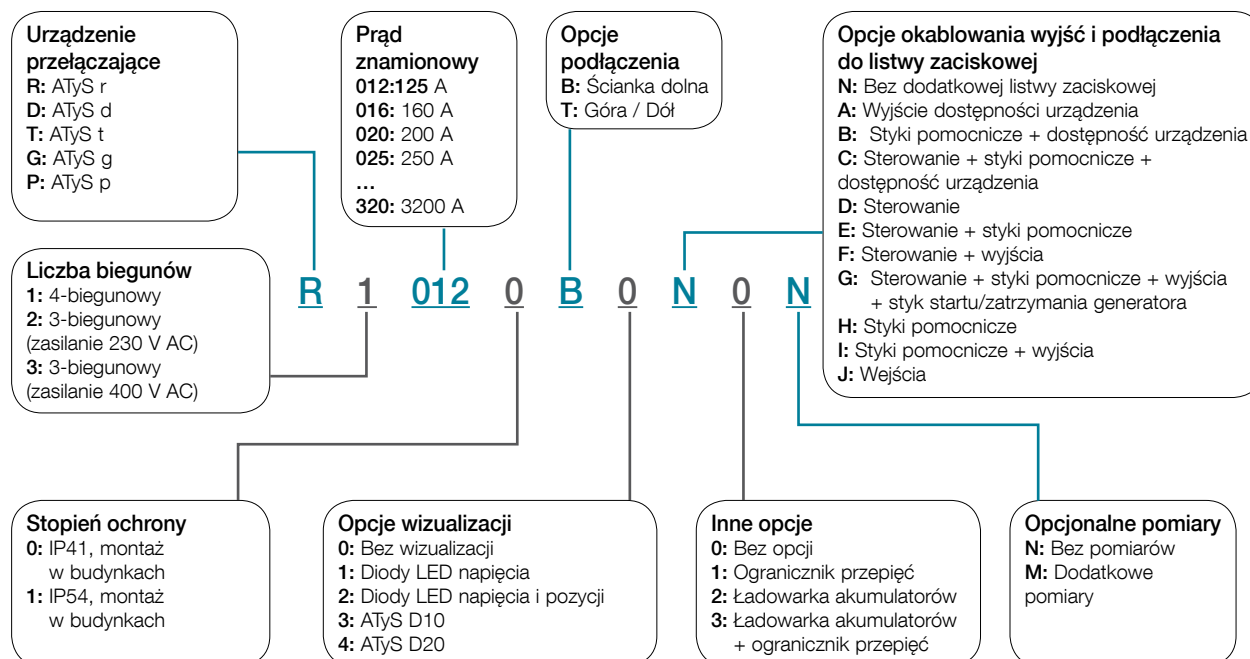 Urządzenie
przełączające
R: ATyS r
D: ATyS d
T: ATyS t
G: ATyS g
P: ATyS p
Prąd
znamionowy
012:125 A
016: 160 A
020: 200 A
025: 250 A
...
320: 3200 A
Opcje
podłączenia
B: Ścianka dolna
T: Góra / Dół
Opcje okablowania wyjść i podłączenia
do listwy zaciskowej
N: Bez dodatkowej listwy zaciskowej
A: Wyjście dostępności urządzenia
B: Styki pomocnicze + dostępność urządzenia
C: Sterowanie + styki pomocnicze +
dostępność urządzenia
D: Sterowanie
E: Sterowanie + styki pomocnicze
F: Sterowanie + wyjścia
G: Sterowanie + styki pomocnicze + wyjścia
+ styk startu/zatrzymania generatora
H: Styki pomocnicze
I: Styki pomocnicze + wyjścia
J: Wejścia
Liczba biegunów
1: 4-biegunowy
2: 3-biegunowy
(zasilanie 230 V AC)
3: 3-biegunowy
(zasilanie 400 V AC)
R 1 012 0 B 0 N 0 N
Stopień ochrony
0: IP41, montaż
w budynkach
1: IP54, montaż
w budynkach
Opcje wizualizacji
0: Bez wizualizacji
1: Diody LED napięcia
2: Diody LED napięcia i pozycji
3: ATyS D10
4: ATyS D20
Inne opcje
0: Bez opcji
1: Ogranicznik przepięć
2: Ładowarka akumulatorów
3: Ładowarka akumulatorów
+ ogranicznik przepięć
Opcjonalne pomiary
N: Bez pomiarów
M: Dodatkowe
pomiary